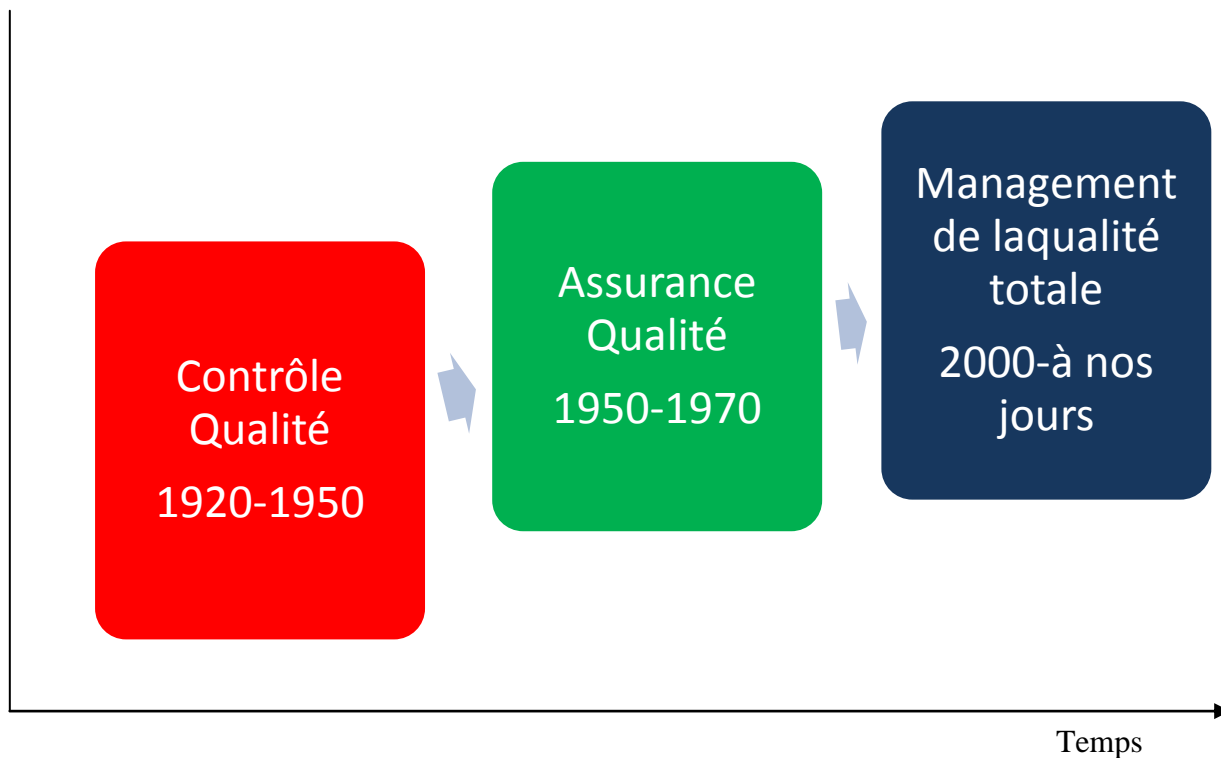 Contrôle
Qualité
1920-1950
Assurance
Qualité
1950-1970
Management
de laqualité
totale
2000-à nos
jours
Temps